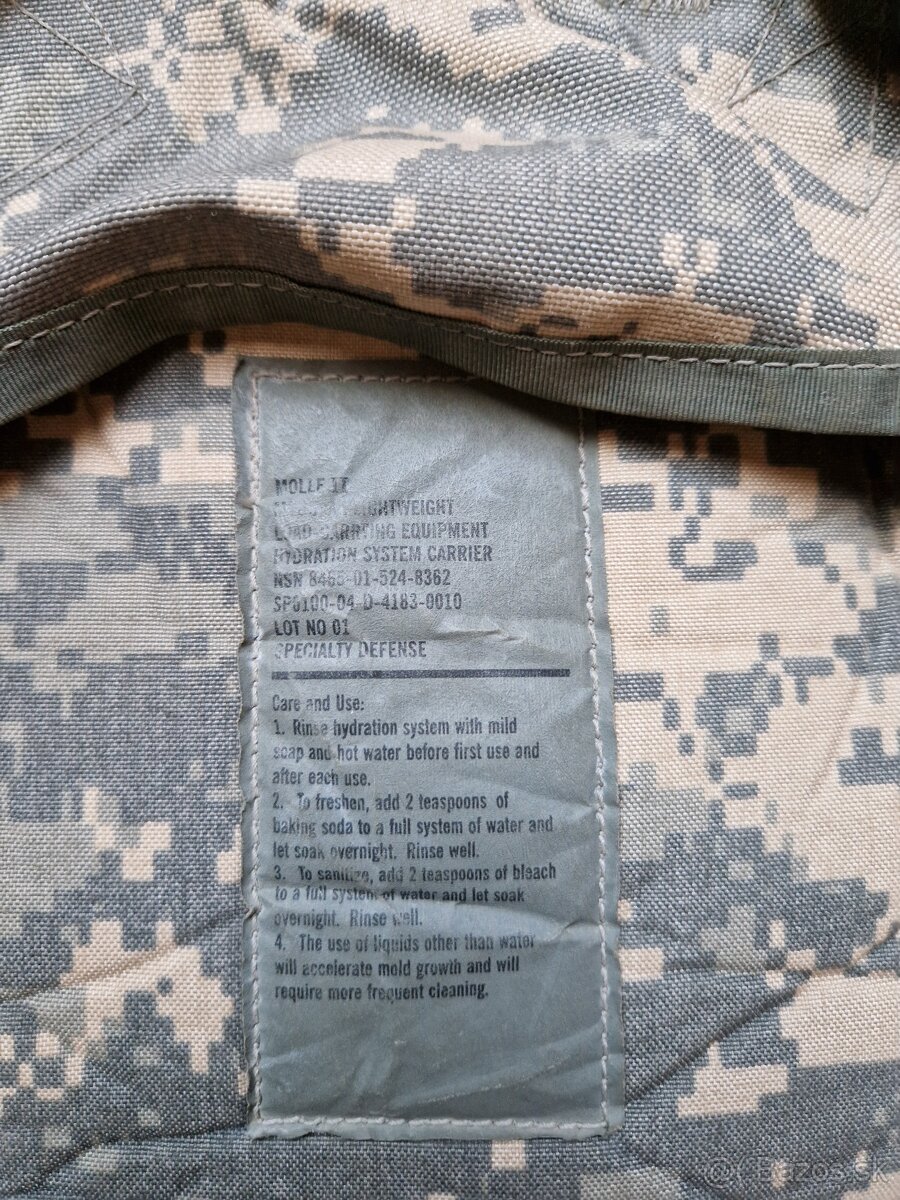 MOLLE II
LIGHTWEIGHT
LOAD-CARRYING EQUIPMENT
HYDRATION SYSTEM CARRIER
NSN 8465-01-524-8362
SP0100-04-D-4183-0010
LOT NO 01
SPECIALTY DEFENSE
Care and Use:
1. Rinse hydration system with mild
soap and hot water before first use and
after each use.
2. To freshen, add 2 teaspoons of
baking soda to a full system of water and
let soak overnight. Rinse well.
3. To sanitize, add 2 teaspoons of bleach
to a full system of water and let soak
overnight. Rinse well.
4. The use of liquids other than water
will accelerate mold growth and will
require more frequent cleaning.
Bazos.sk